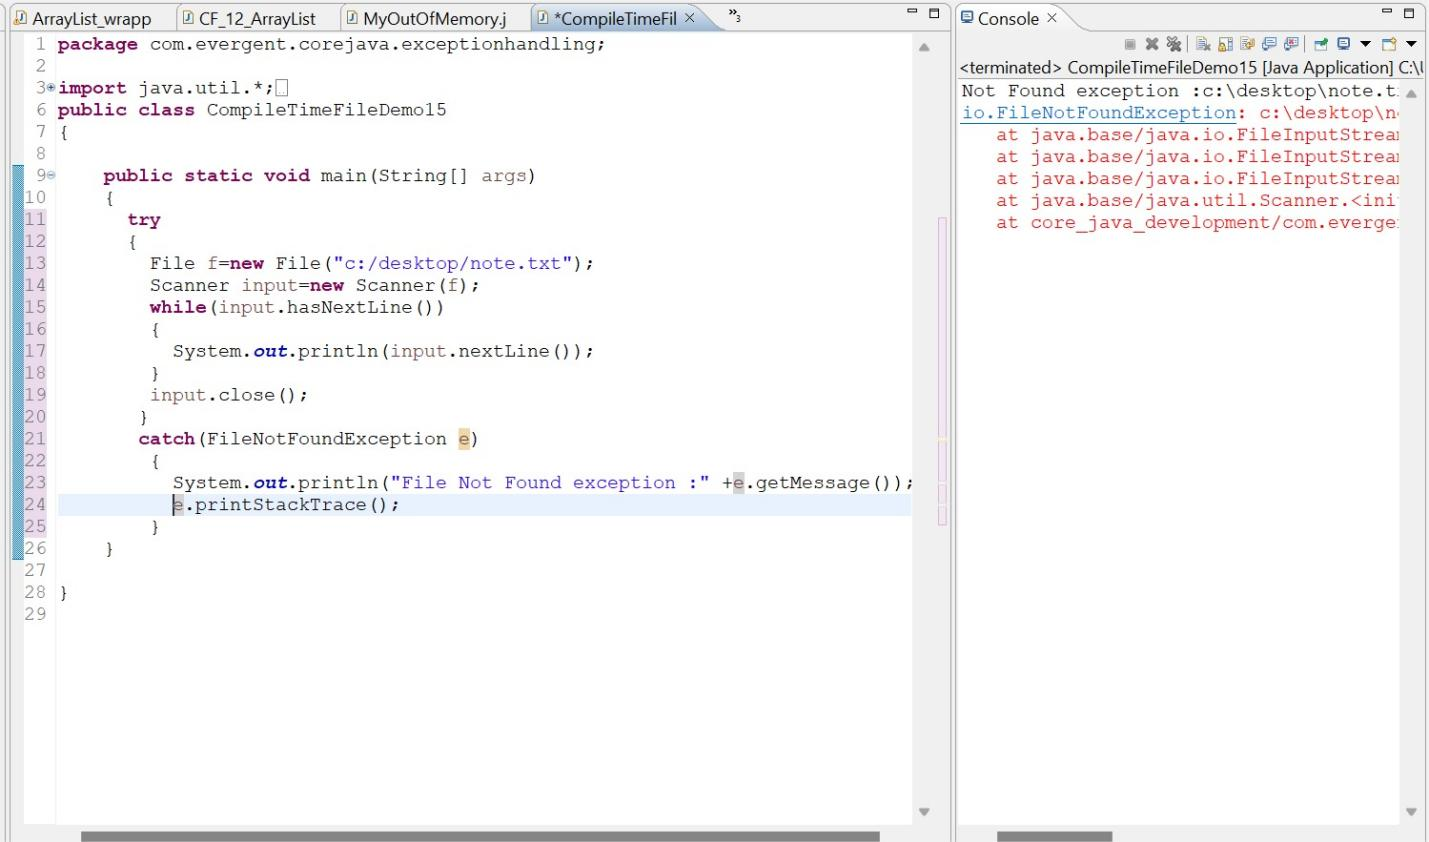 ArrayList_wrapp CF_12_ArrayList MyOutOfMemory.j *CompileTimeFil »3
1 package com.evergent.corejava.exceptionhandling;
2
3 import java.util.*;
6 public class CompileTimeFileDemo15
7 {
8
9 public static void main(String[] args)
10 {
11 try
12 {
13 File f=new File("c:/desktop/note.txt");
14 Scanner input=new Scanner(f);
15 while(input.hasNextLine())
16 {
17 System.out.println(input.nextLine());
18 }
19 input.close();
20 }
21 catch(FileNotFoundException e)
22 {
23 System.out.println("File Not Found exception :" +e.getMessage());
24 e.printStackTrace();
25 }
26 }
27
28 }
29
Console
<terminated> CompileTimeFileDemo15 [Java Application] C:\
Not Found exception :c:\desktop\note.t
io.FileNotFoundException: c:\desktop\n
at java.base/java.io.FileInputStrea
at java.base/java.io.FileInputStrea
at java.base/java.io.FileInputStrea
at java.base/java.util.Scanner.<ini
at core_java_development/com.everge